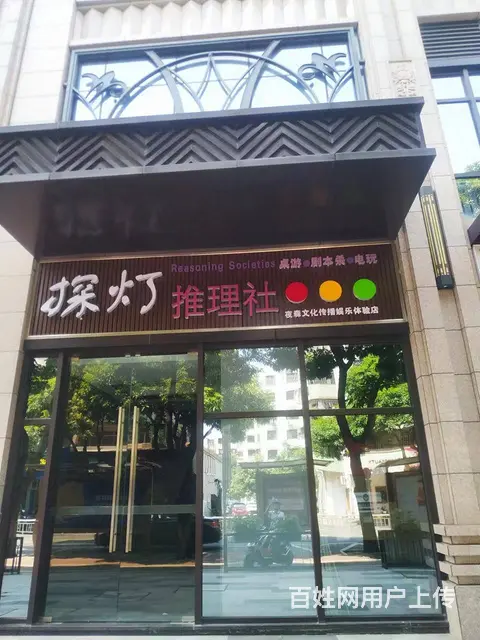 探灯
推理社
Reasoning Societies
桌游●剧本杀●电玩
夜森文化传播娱乐体验店
百姓网用户上传